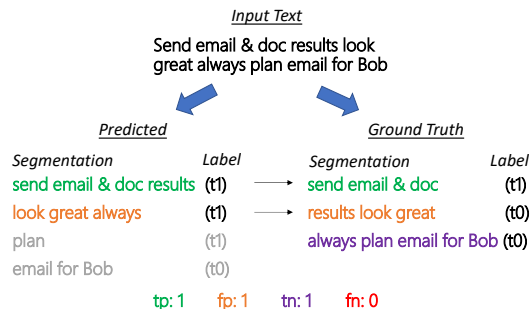 Input Text
Send email & doc results look
great always plan email for Bob
Predicted
Ground Truth
Segmentation Label
Segmentation Label
send email & doc results (t1)
send email & doc (t1)
look great always (t1)
results look great (t0)
plan (t1)
always plan email for Bob (t0)
email for Bob (t0)
tp: 1 fp: 1 tn: 1 fn: 0